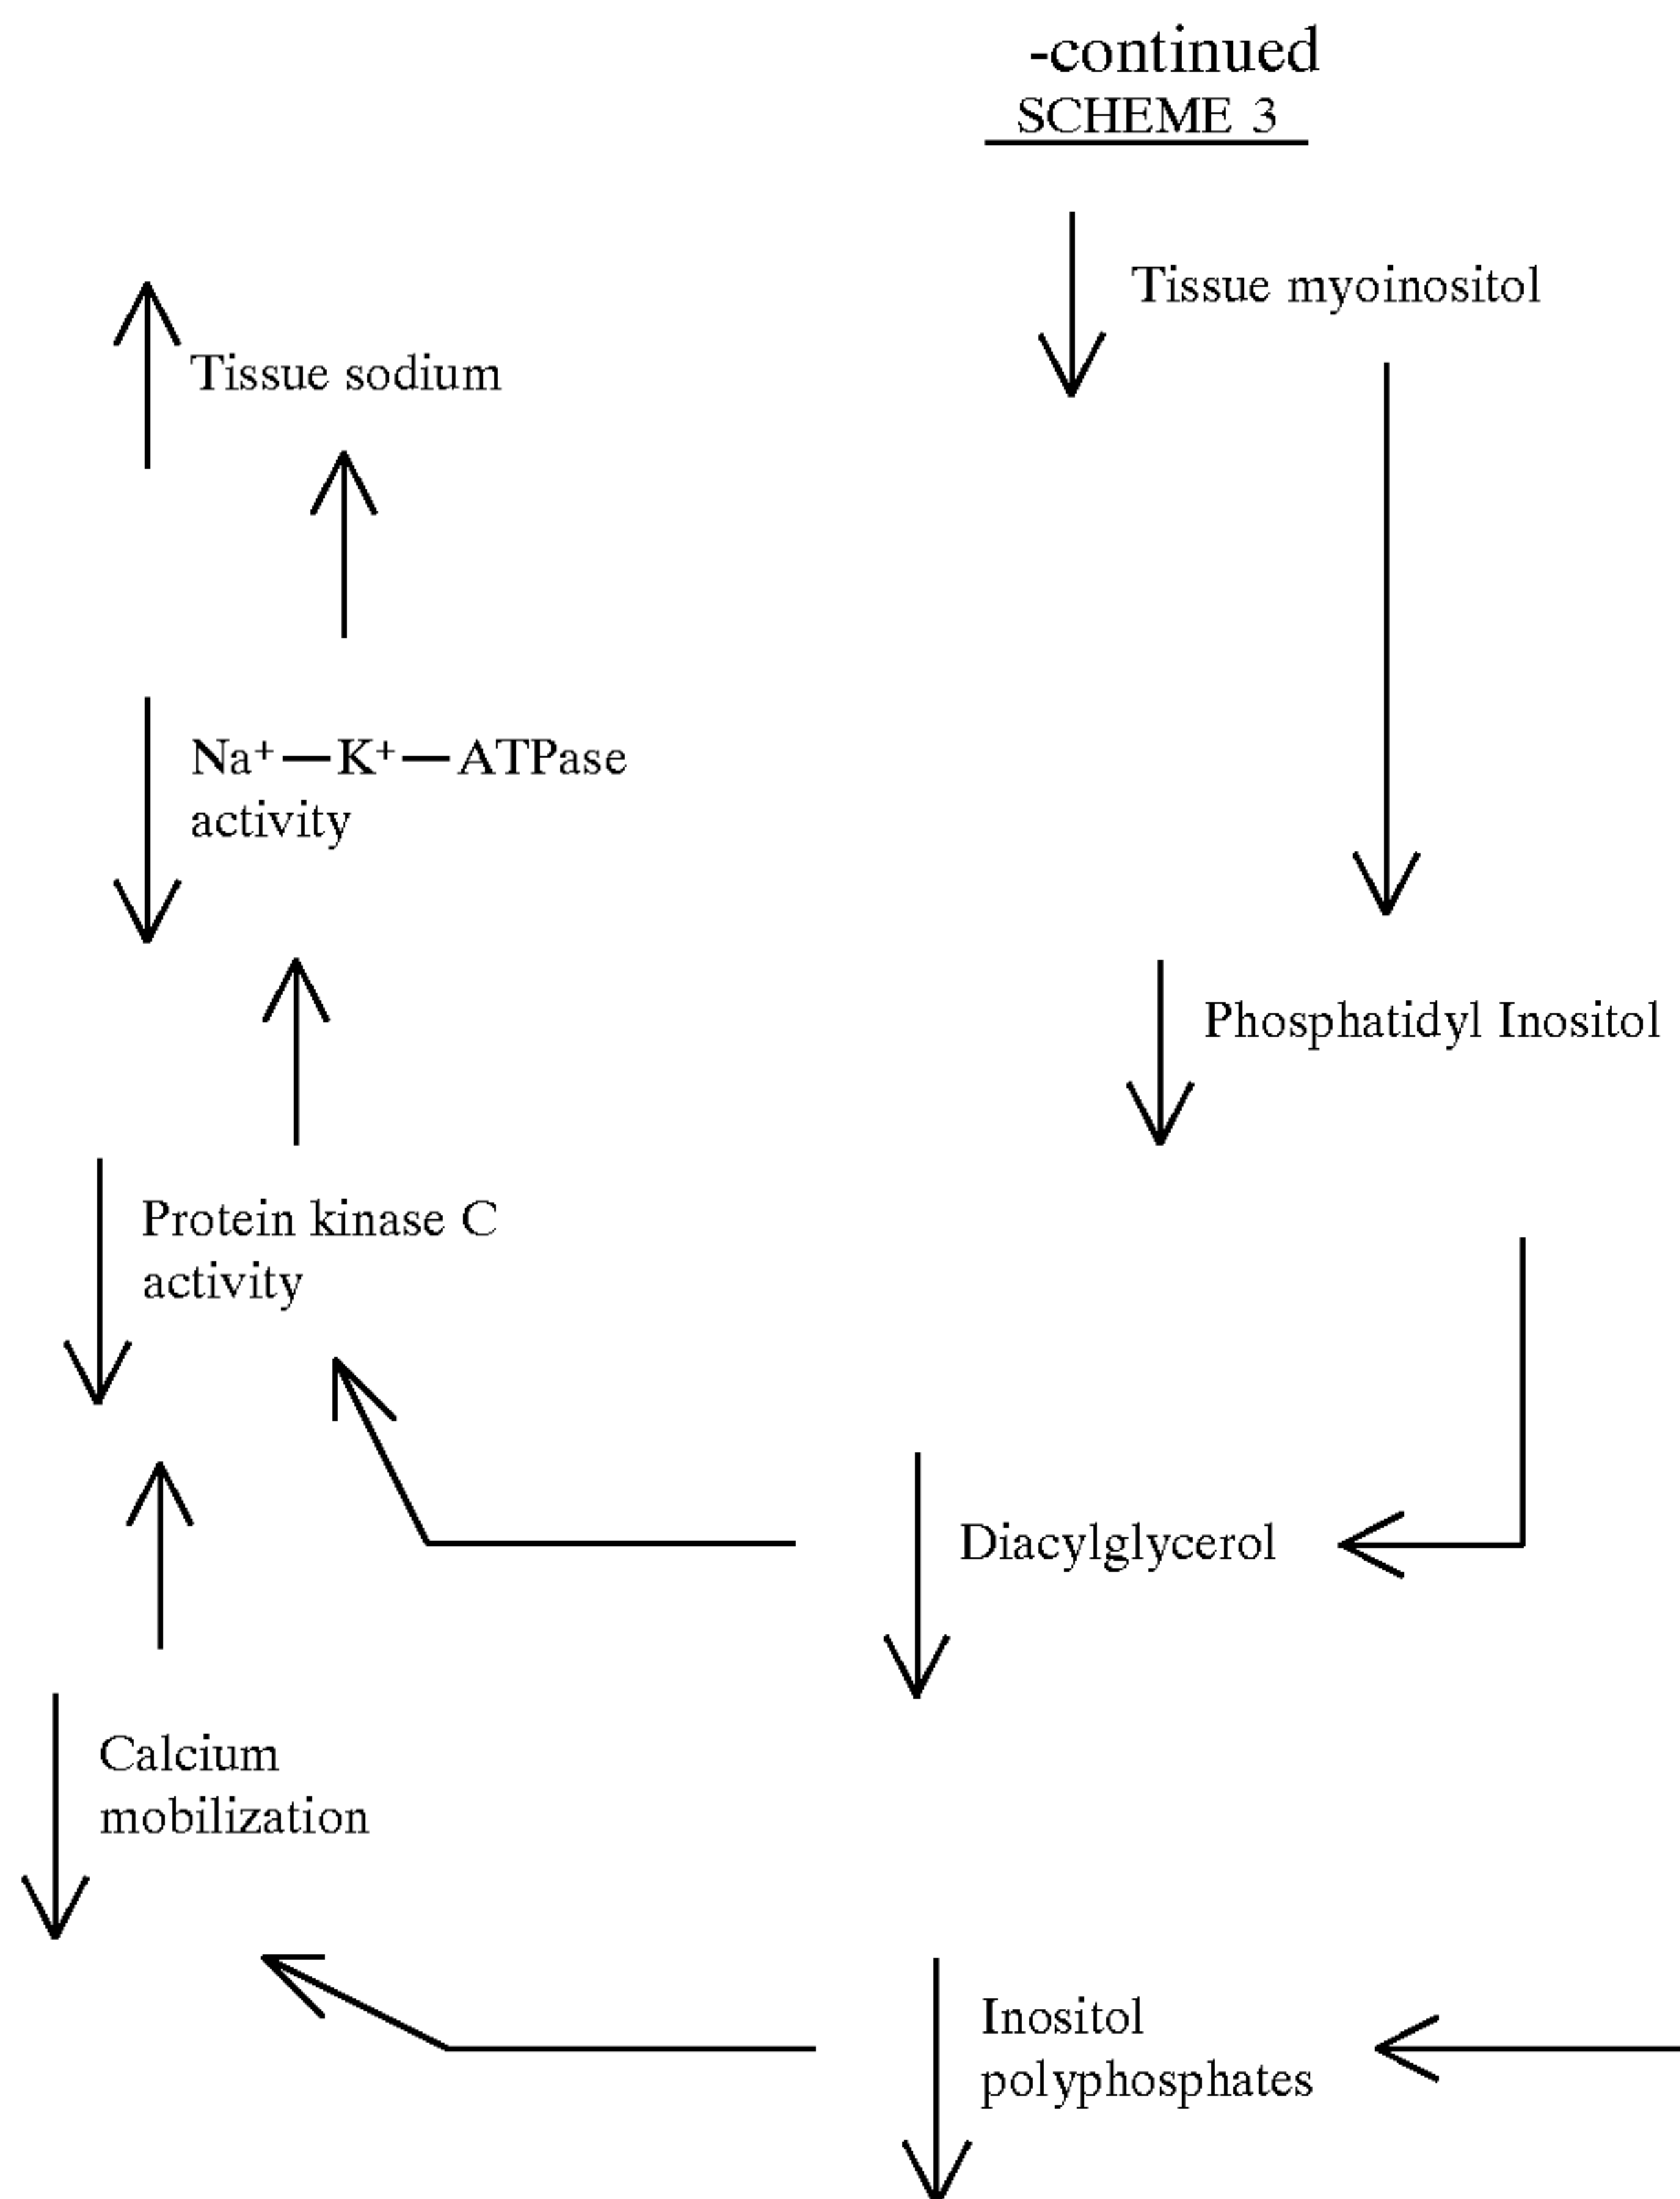 -continued
SCHEME 3
Tissue myoinositol
Tissue sodium
Na⁺—K⁺—ATPase
activity
Phosphatidyl Inositol
Protein kinase C
activity
Diacylglycerol
Calcium
mobilization
Inositol
polyphosphates